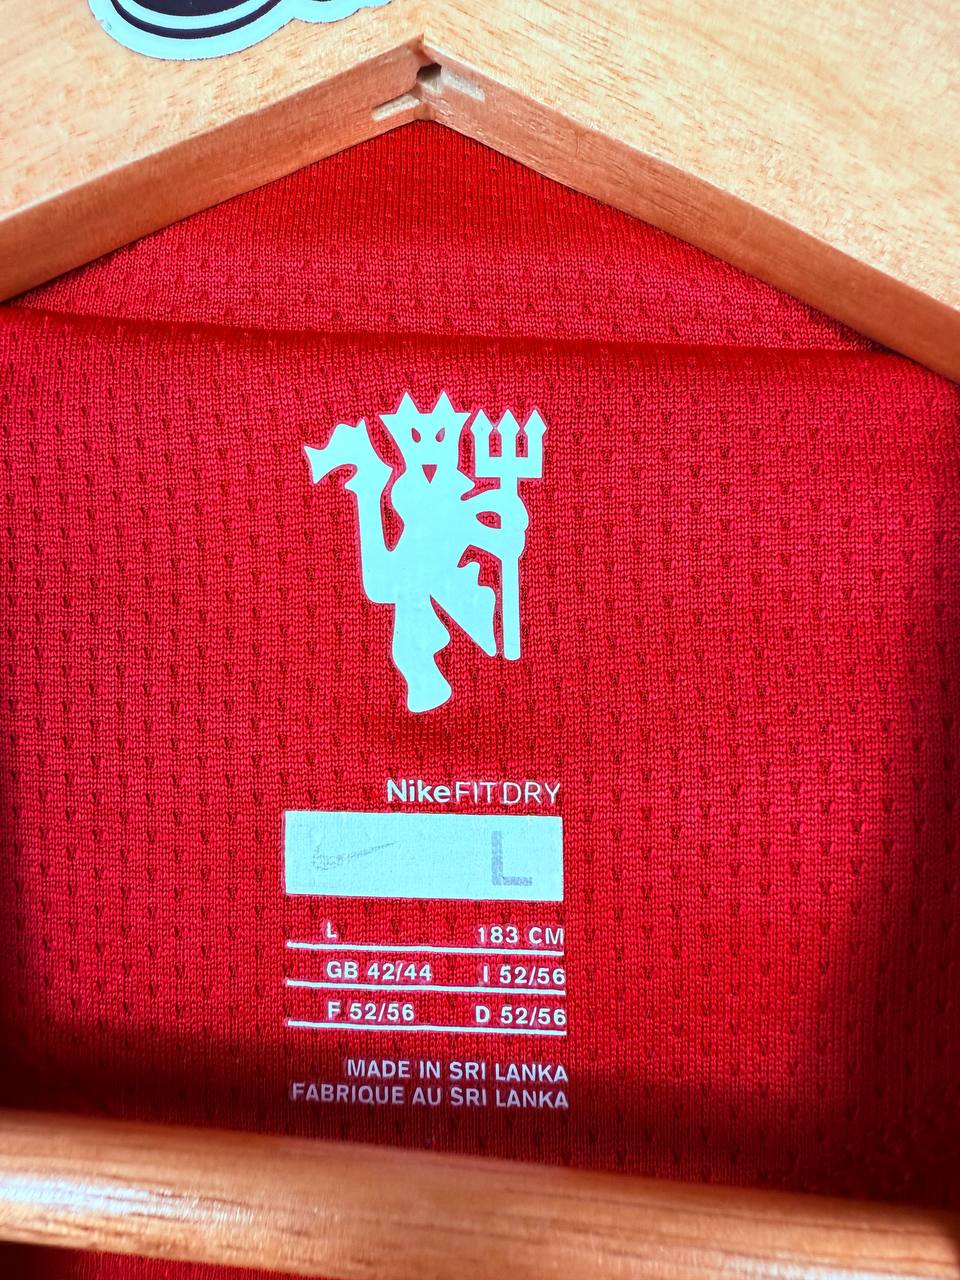 NikeFITDRY
L
L 183 CM
GB 42/44 I 52/56
F 52/56 D 52/56
MADE IN SRI LANKA
FABRIQUE AU SRI LANKA